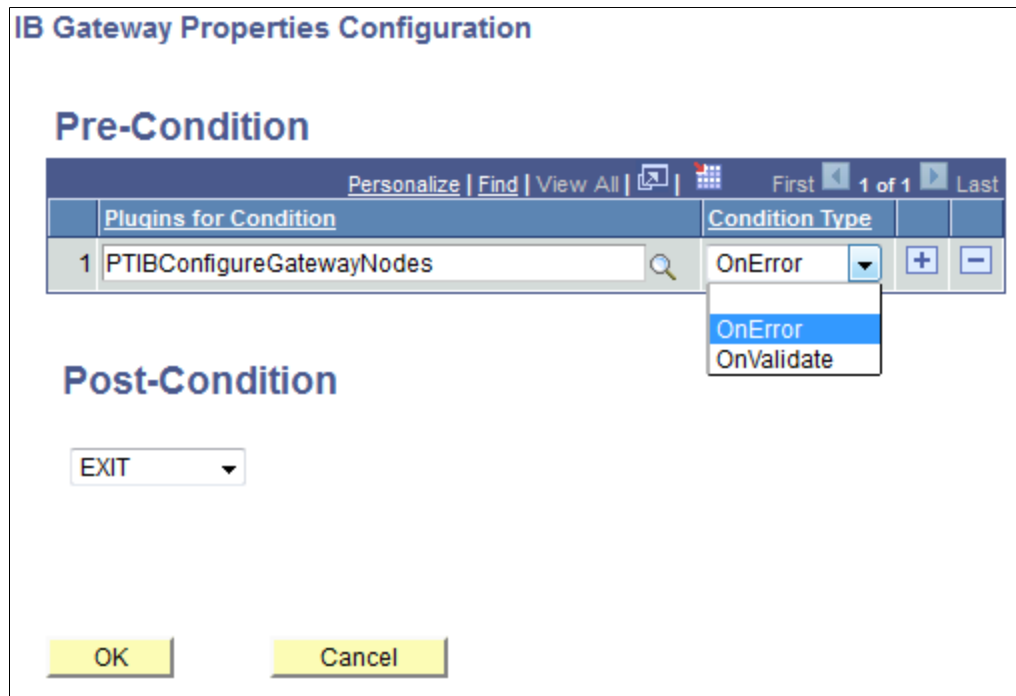 IB Gateway Properties Configuration
Pre-Condition
Personalize | Find | View All | | First 1 of 1 Last
Plugins for Condition Condition Type
1 PTIBConfigureGatewayNodes OnError
OnError
OnValidate
Post-Condition
EXIT
OK Cancel